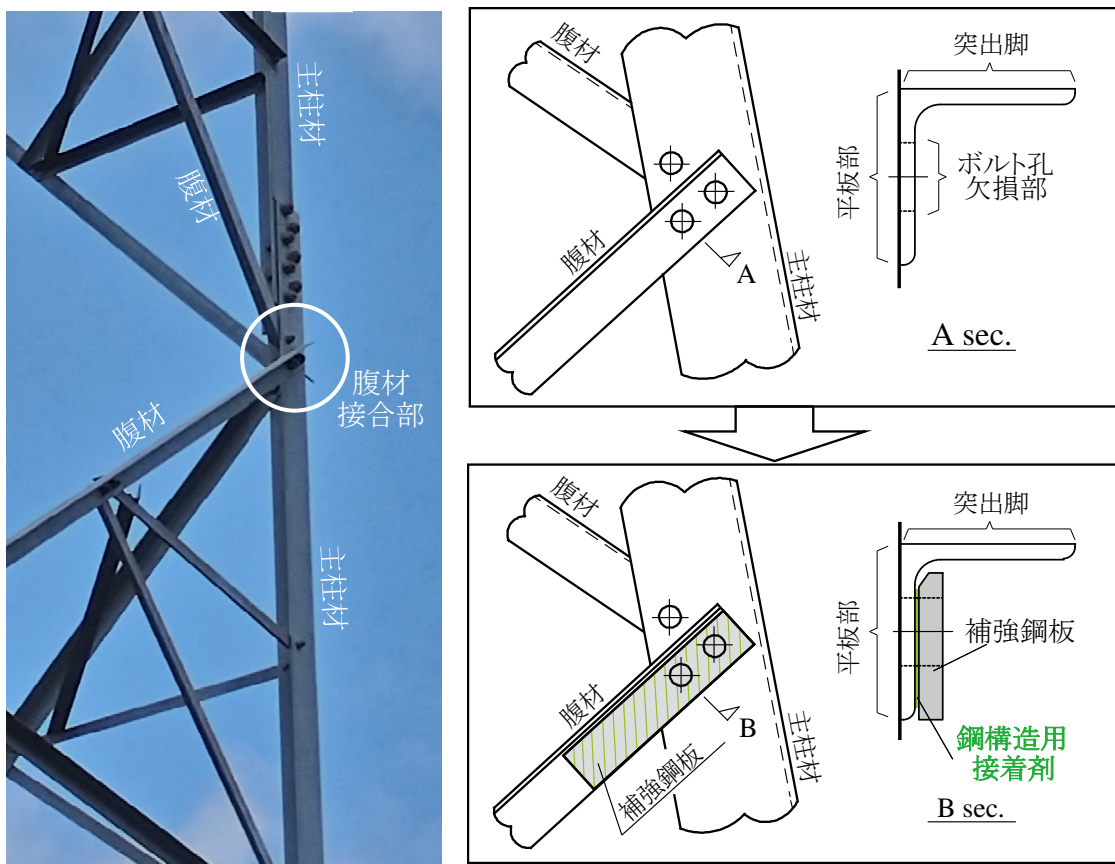 主柱材
腹材
腹材
接合部
腹材
主柱材
腹材
腹材
主柱材
A
突出脚
平板部
ボルト孔
欠損部
A sec.
腹材
腹材
主柱材
B
補強鋼板
突出脚
平板部
補強鋼板
鋼構造用
接着剤
B sec.